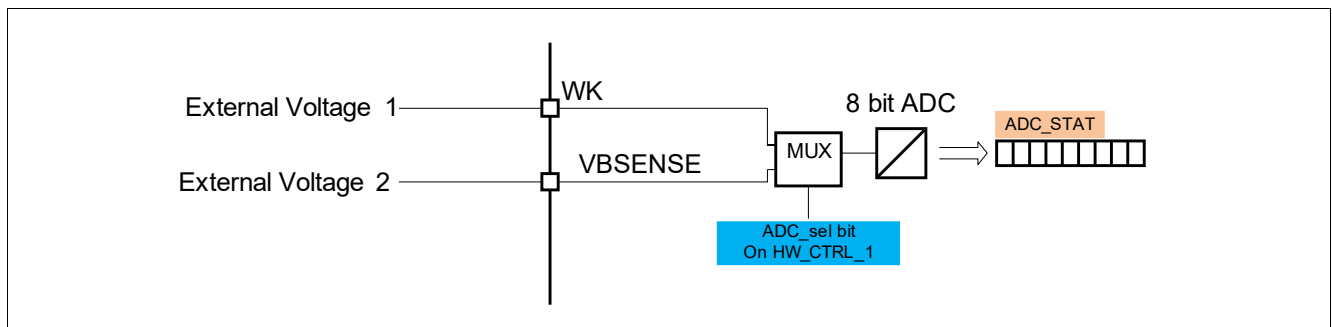 WK
8 bit ADC
External Voltage 1
ADC_STAT
MUX
VBSENSE
External Voltage 2
ADC_sel bit
On HW_CTRL_1